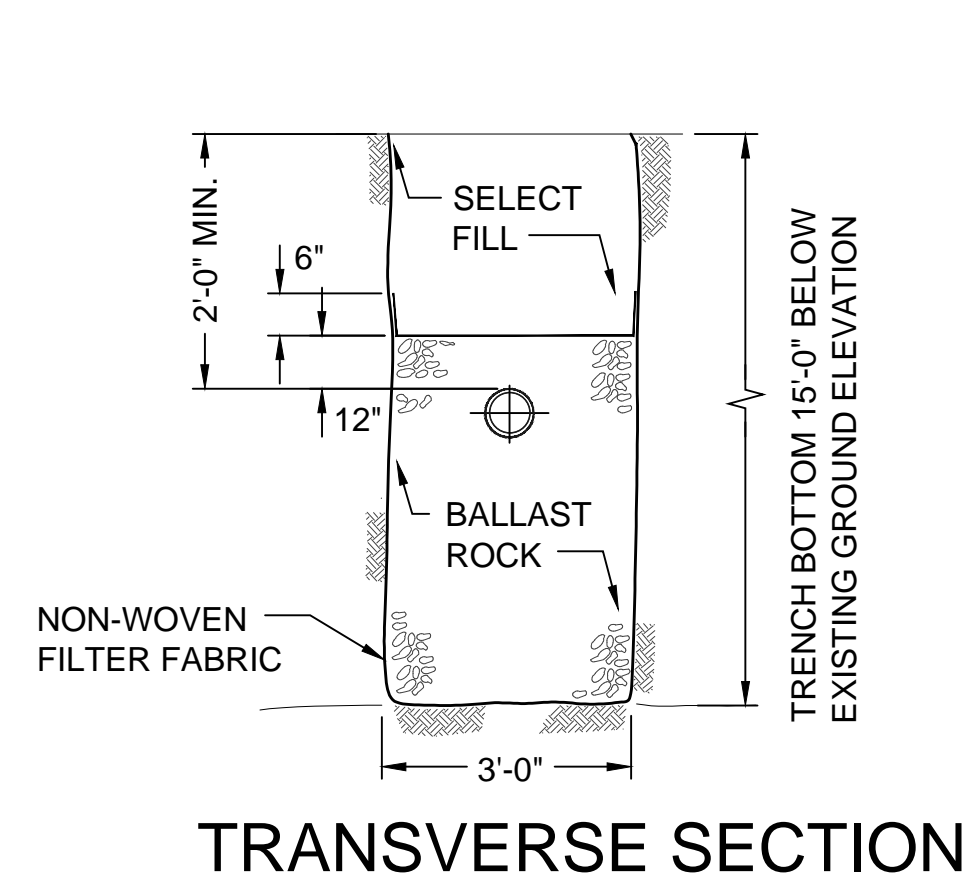 2'-0" MIN.
6"
SELECT
FILL
12"
BALLAST
ROCK
NON-WOVEN
FILTER FABRIC
3'-0"
TRENCH BOTTOM 15'-0" BELOW
EXISTING GROUND ELEVATION
TRANSVERSE SECTION